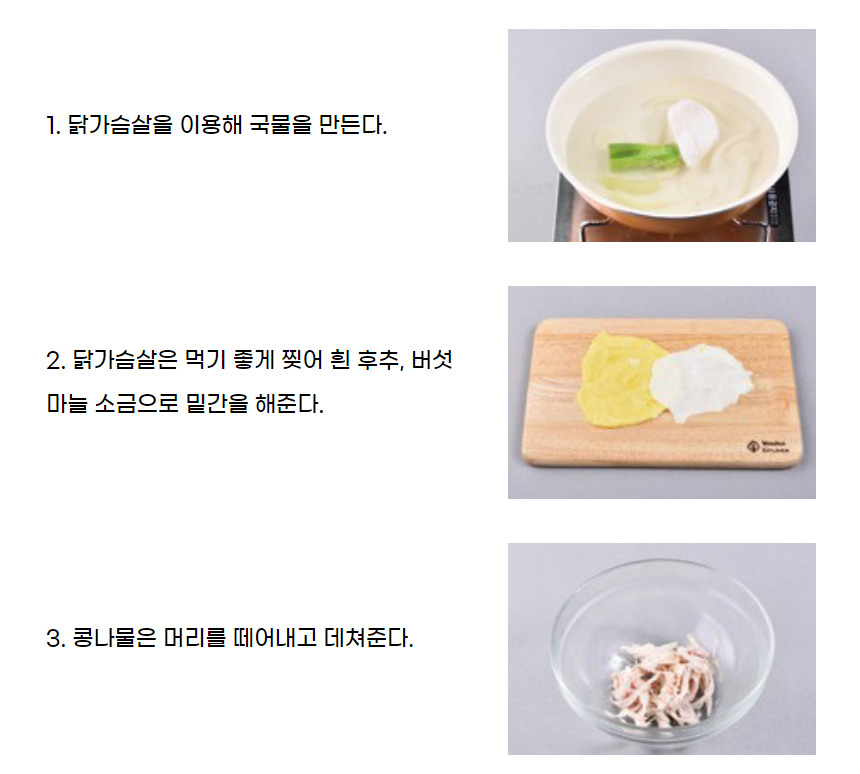 1. 닭가슴살을 이용해 국물을 만든다.
2. 닭가슴살은 먹기 좋게 찢어 흰 후추, 버섯
마늘 소금으로 밑간을 해준다.
3. 콩나물은 머리를 떼어내고 데쳐준다.